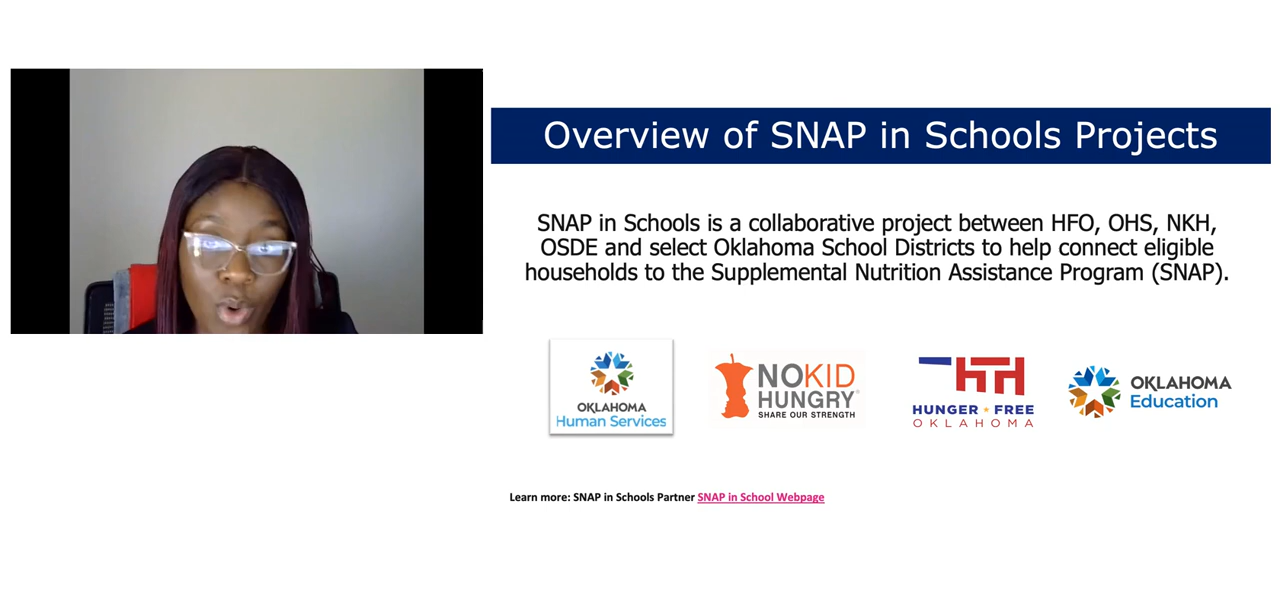 Overview of SNAP in Schools Projects
SNAP in Schools is a collaborative project between HFO, OHS, NKH,
OSDE and select Oklahoma School Districts to help connect eligible
households to the Supplemental Nutrition Assistance Program (SNAP).
OKLAHOMA
Human Services
NOKID
HUNGRY®
SHARE OUR STRENGTH
HUNGER FREE
OKLAHOMA
OKLAHOMA
Education
Learn more: SNAP in Schools Partner SNAP in School Webpage